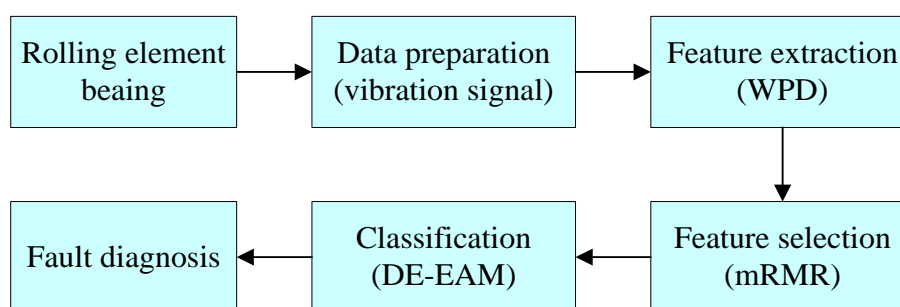 Rolling element
beaing
Data preparation
(vibration signal)
Feature extraction
(WPD)
Feature selection
(mRMR)
Classification
(DE-EAM)
Fault diagnosis